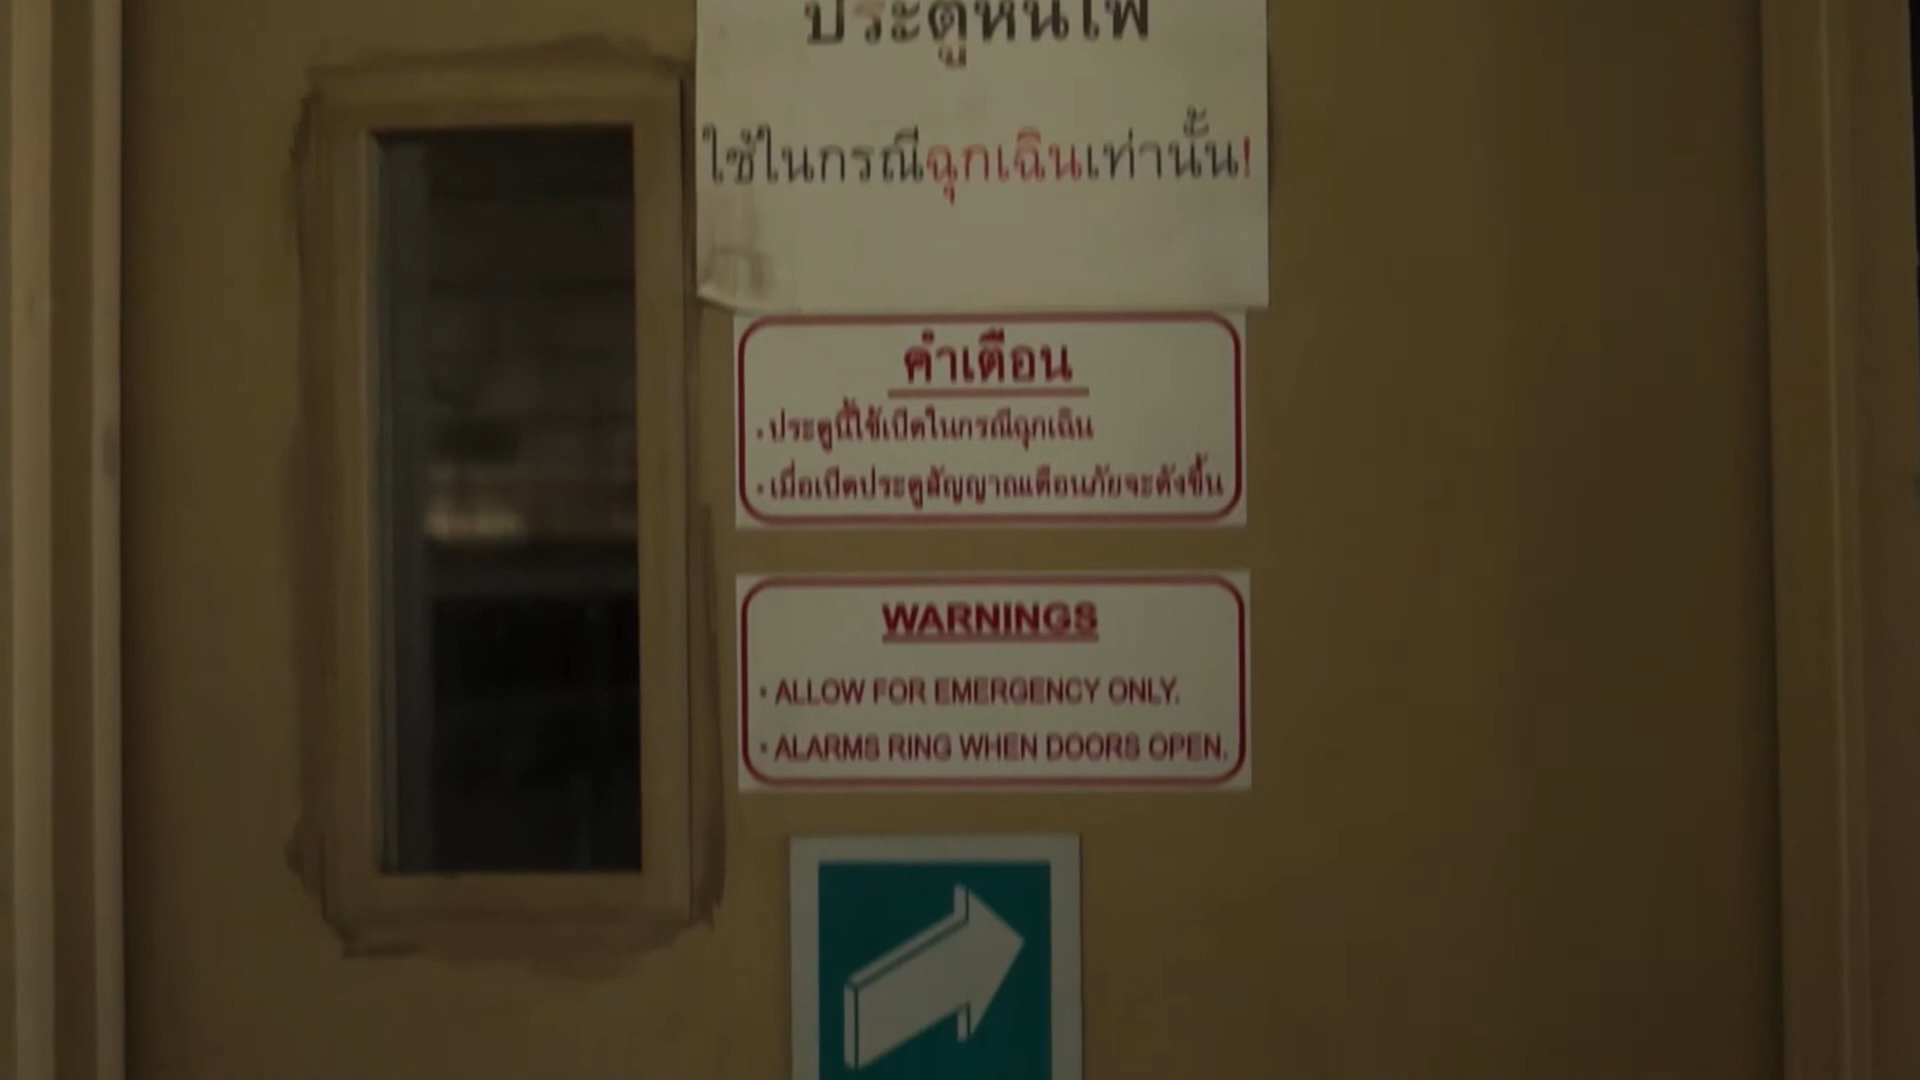 ประตูหนีไฟ
ใช้ในกรณีฉุกเฉินเท่านั้น!
คำเตือน
· ประตูนี้ใช้เปิดในกรณีฉุกเฉิน
· เมื่อเปิดประตูสัญญาณเตือนภัยจะดังขึ้น
WARNINGS
· ALLOW FOR EMERGENCY ONLY.
· ALARMS RING WHEN DOORS OPEN.